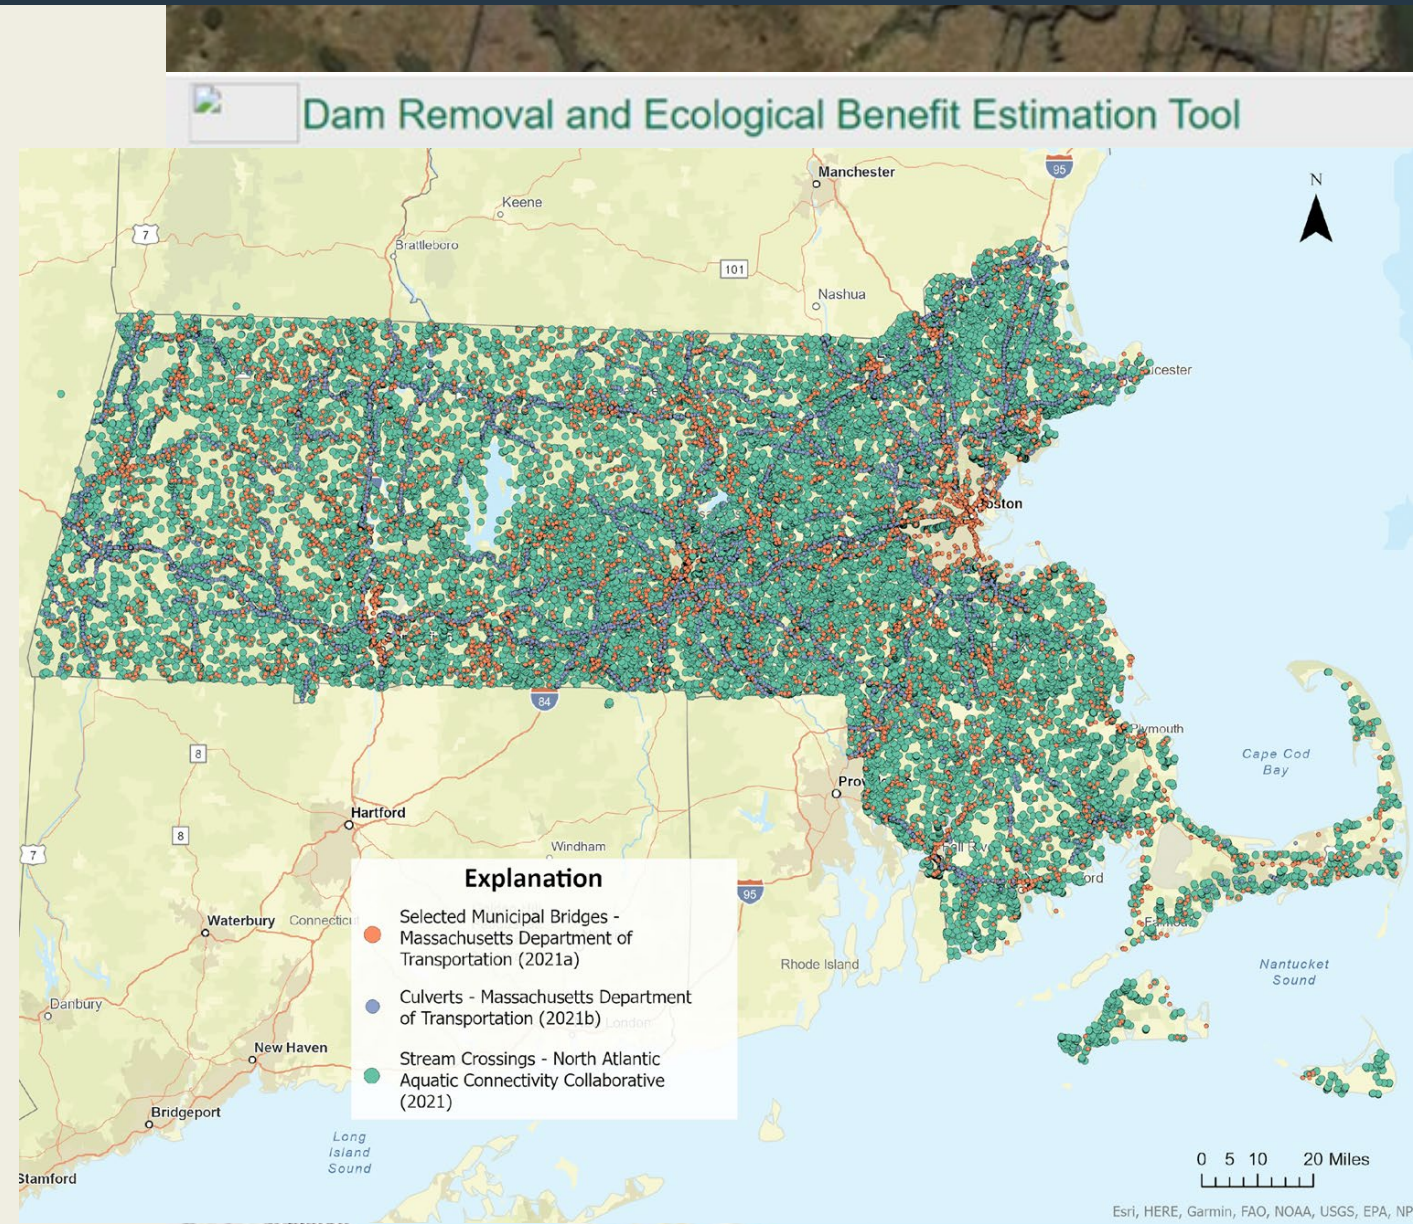 Dam Removal and Ecological Benefit Estimation Tool
Manchester
95
N
Keene
7
Brattleboro
101
Nashua
Boston
84
Plymouth
8
Cape Cod
Bay
Hartford
8
7
Windham
95
Explanation
Selected Municipal Bridges -
Massachusetts Department of
Transportation (2021a)
Culverts - Massachusetts Department
of Transportation (2021b)
Stream Crossings - North Atlantic
Aquatic Connectivity Collaborative
(2021)
Waterbury
Connecticut
Rhode Island
Nantucket
Sound
Danbury
New Haven
Bridgeport
Long
Island
Sound
Stamford
0 5 10 20 Miles
Esri, HERE, Garmin, FAO, NOAA, USGS, EPA, NP